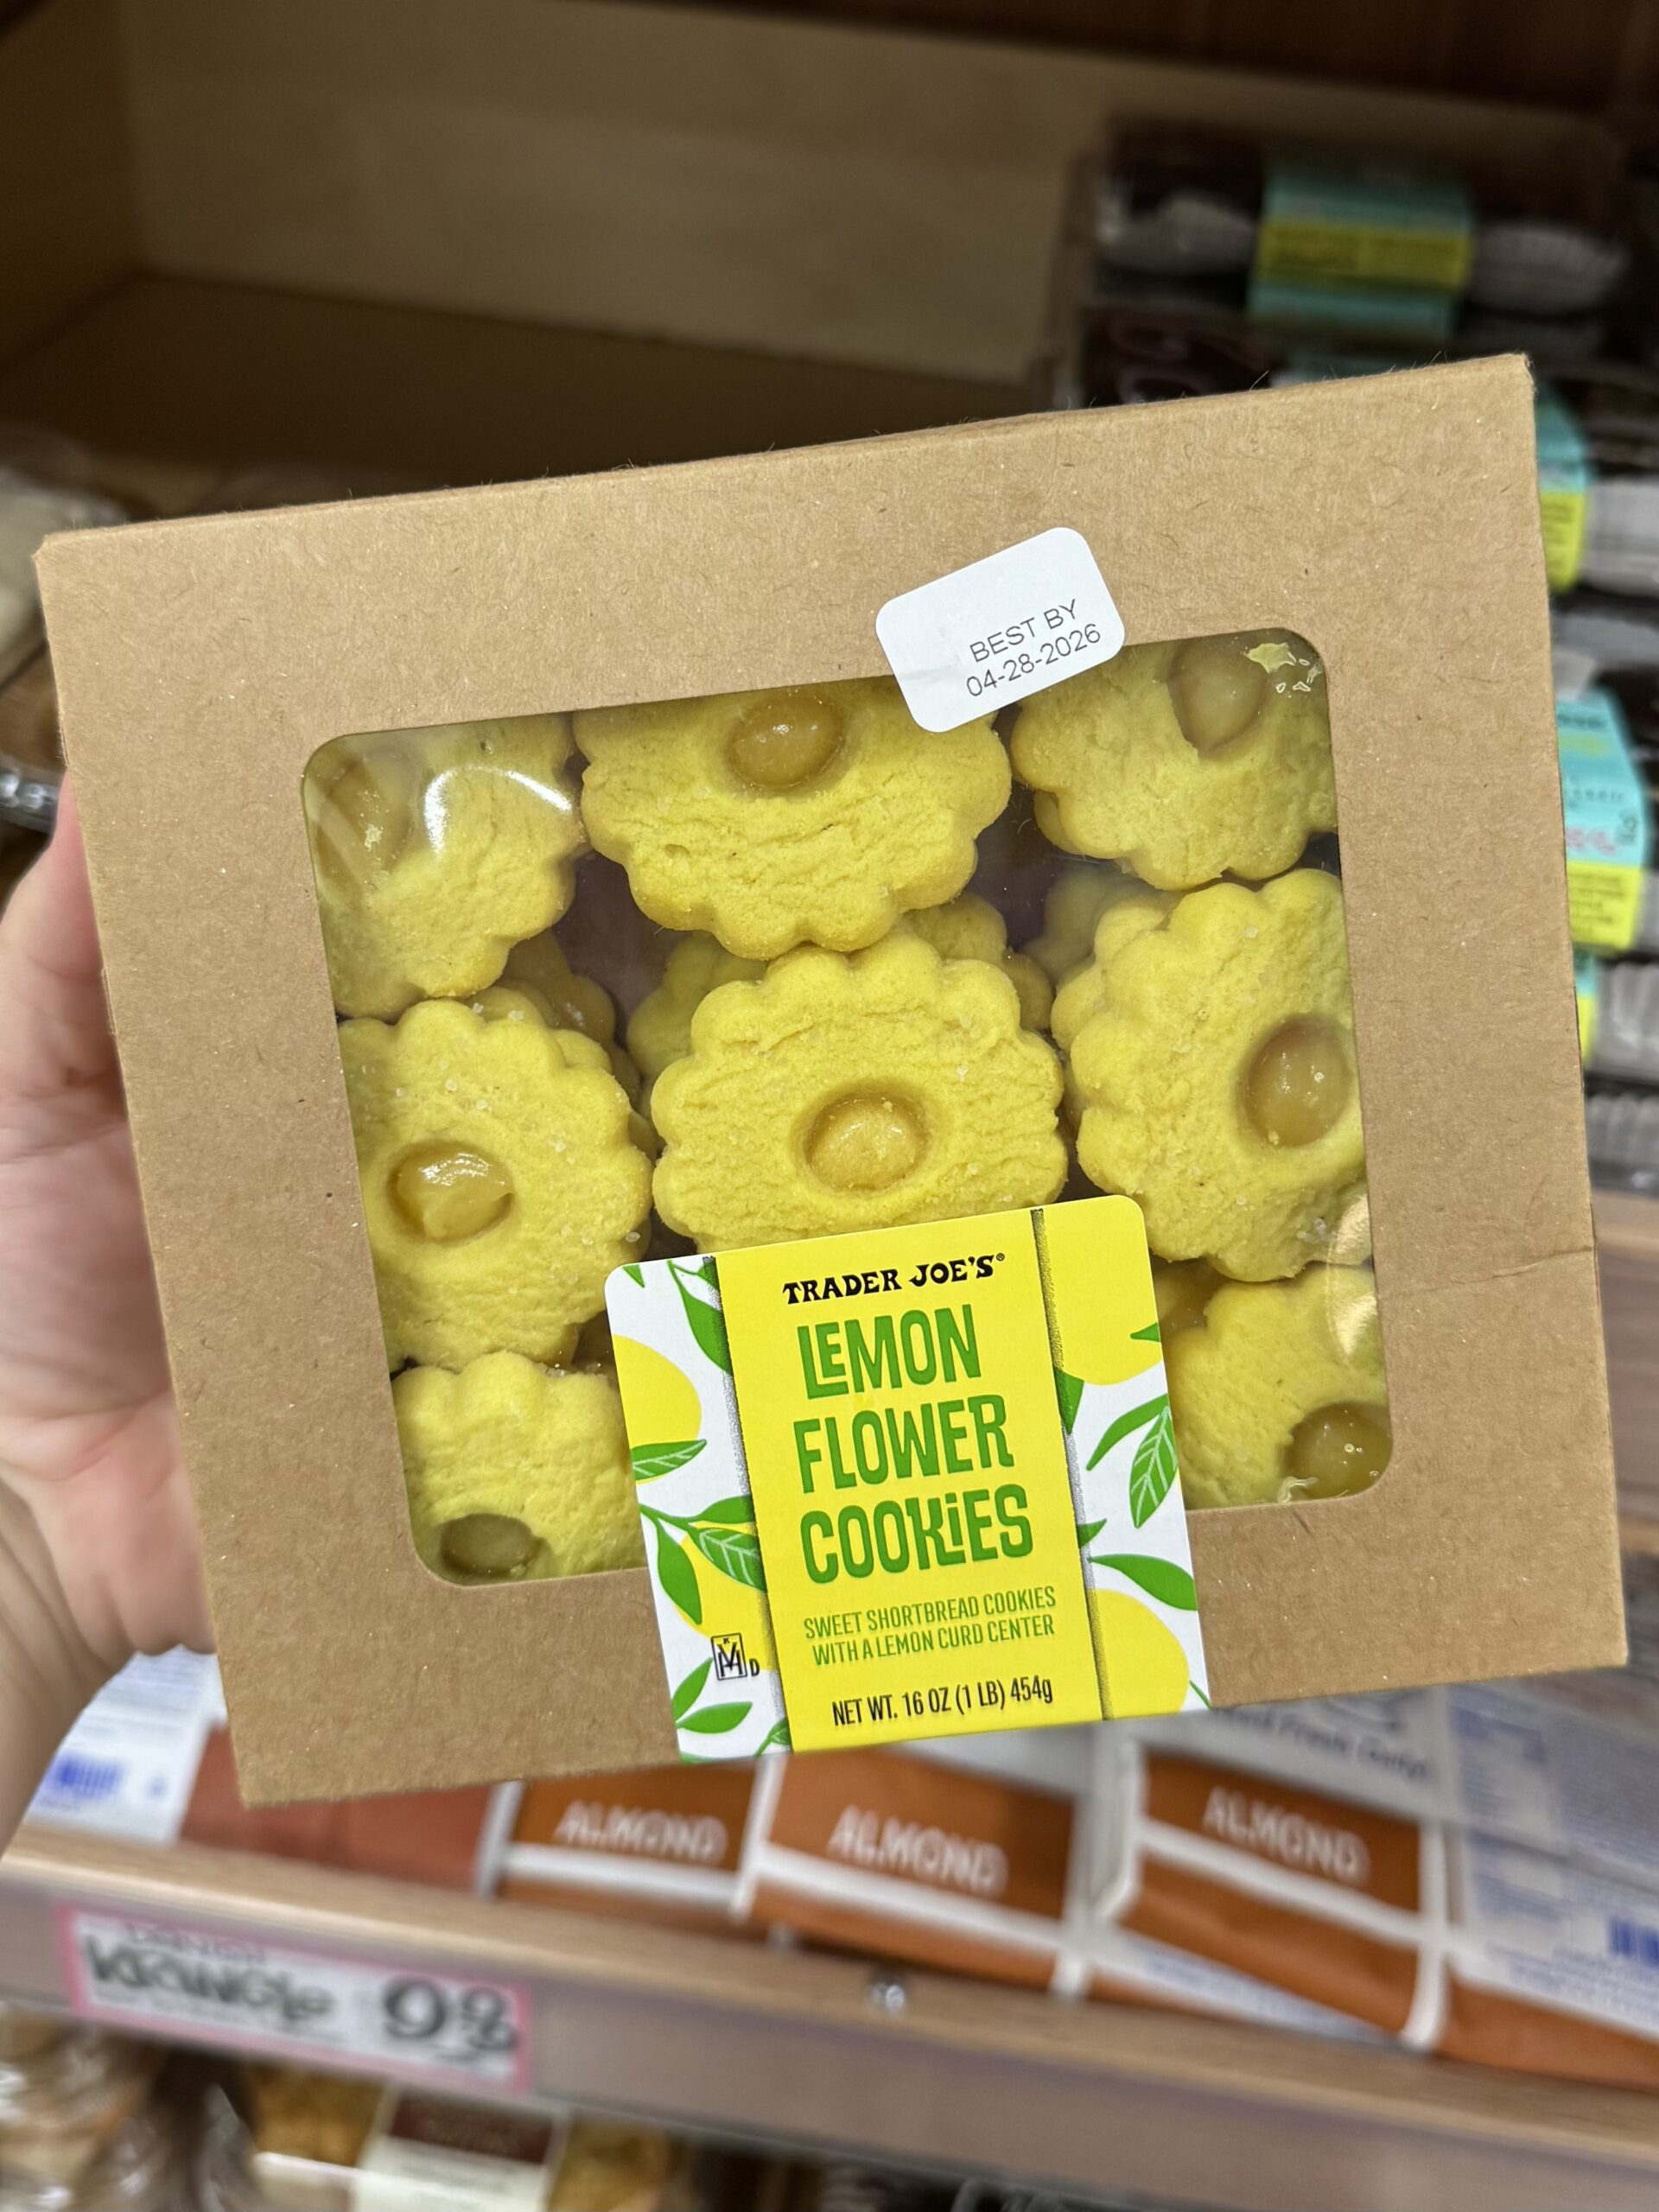 BEST BY
04-28-2026
TRADER JOE'S®
LEMON
FLOWER
COOKIES
SWEET SHORTBREAD COOKIES
WITH A LEMON CURD CENTER
D
NET WT. 16 OZ (1 LB) 454g
ALMOND
ALMOND
ALMOND
KRINGLE